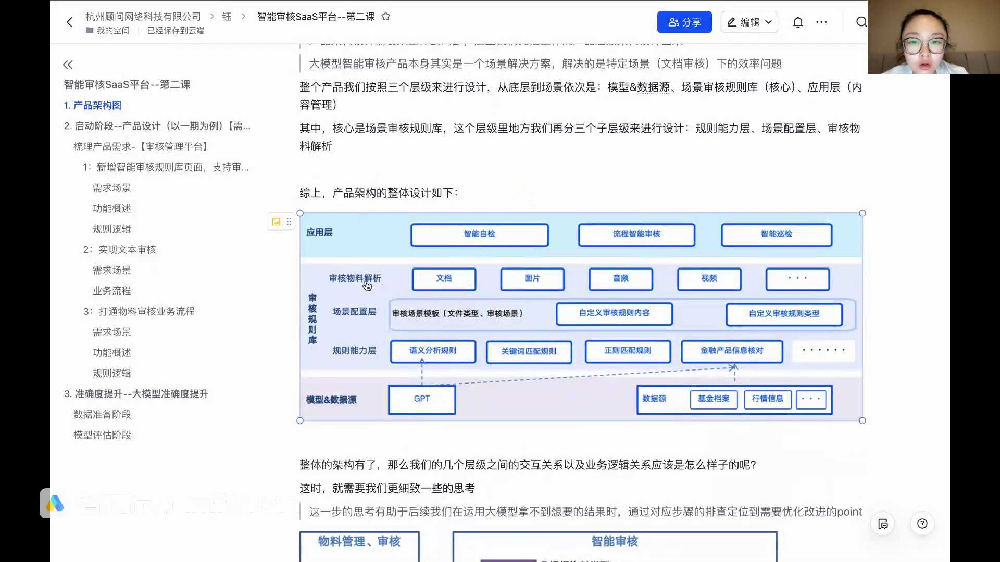 杭州顾问网络科技有限公司 > 钰 > 智能审核SaaS平台--第二课
我的空间 | 已经保存到云端
分享
编辑
智能审核SaaS平台--第二课
1. 产品架构图
2. 启动阶段--产品设计（以一期为例）【需...
梳理产品需求-【审核管理平台】
1：新增智能审核规则库页面，支持审...
需求场景
功能概述
规则逻辑
2：实现文本审核
需求场景
业务流程
3：打通物料审核业务流程
需求场景
功能概述
规则逻辑
3. 准确度提升--大模型准确度提升
数据准备阶段
模型评估阶段
大模型智能审核产品本身其实是一个场景解决方案，解决的是特定场景（文档审核）下的效率问题
整个产品我们按照三个层级来进行设计，从底层到场景依次是：模型&数据源、场景审核规则库（核心）、应用层（内
容管理）
其中，核心是场景审核规则库，这个层级里地方我们再分三个子层级来进行设计：规则能力层、场景配置层、审核物
料解析
综上，产品架构的整体设计如下：
应用层 智能自检 流程智能审核 智能巡检
审核规则库
审核物料解析 文档 图片 音频 视频 ···
场景配置层 审核场景模板（文件类型、审核场景） 自定义审核规则内容 自定义审核规则类型
规则能力层 语义分析规则 关键词匹配规则 正则匹配规则 金融产品信息核对 ······
模型&数据源 GPT 数据源 基金档案 行情信息 ···
整体的架构有了，那么我们的几个层级之间的交互关系以及业务逻辑关系应该是怎么样子的呢?
这时，就需要我们更细致一些的思考
这一步的思考有助于后续我们在运用大模型拿不到想要的结果时，通过对应步骤的排查定位到需要优化改进的point
物料管理、审核 智能审核